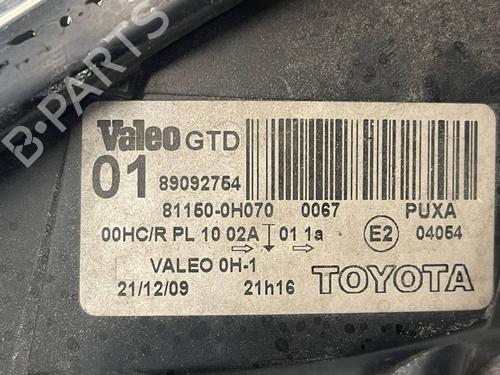 B-PARTS
Valeo GTD
01 89092754
81150-0H070 0067 PUXA
00HC/R PL 10 02A 01 1a E2 04064
VALEO 0H-1 TOYOTA
21/12/09 21h16